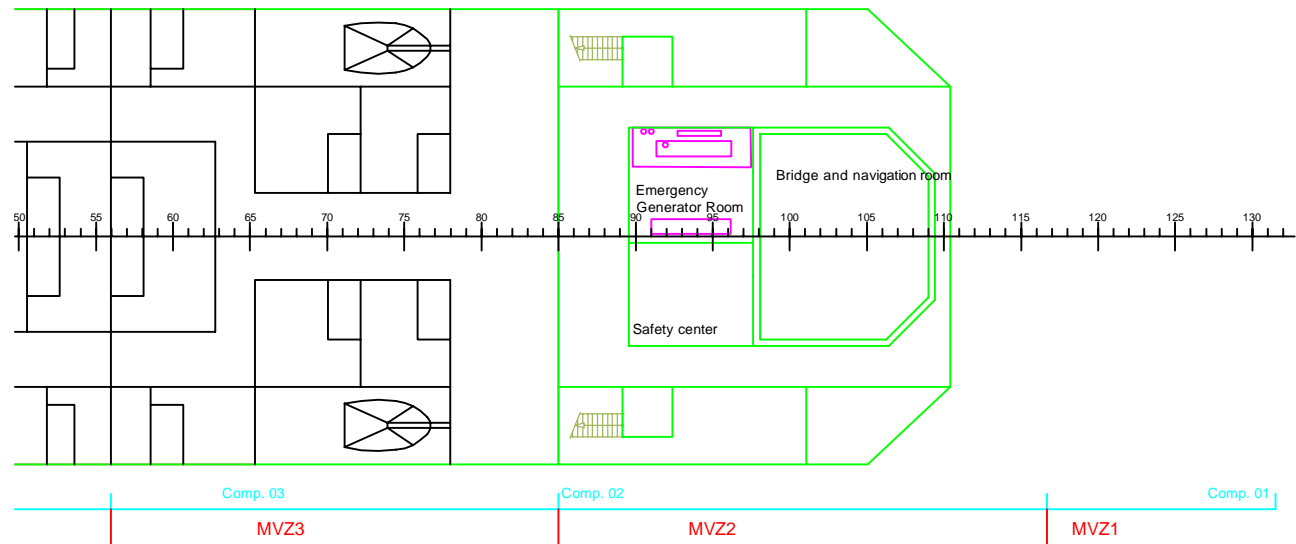 Bridge and navigation room
Emergency
Generator Room
50 55 60 65 70 75 80 85 90 95 100 105 110 115 120 125 130
Safety center
Comp. 03 Comp. 02 Comp. 01
MVZ3 MVZ2 MVZ1